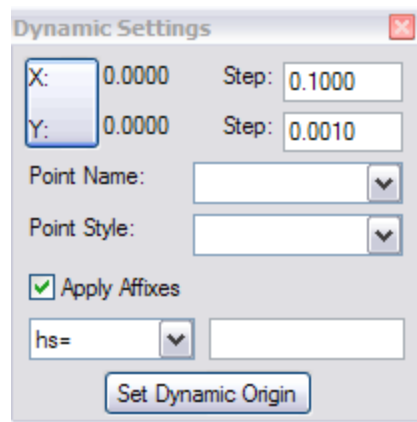 Dynamic Settings
X: 0.0000 Step: 0.1000
Y: 0.0000 Step: 0.0010
Point Name:
Point Style:
Apply Affixes
hs=
Set Dynamic Origin